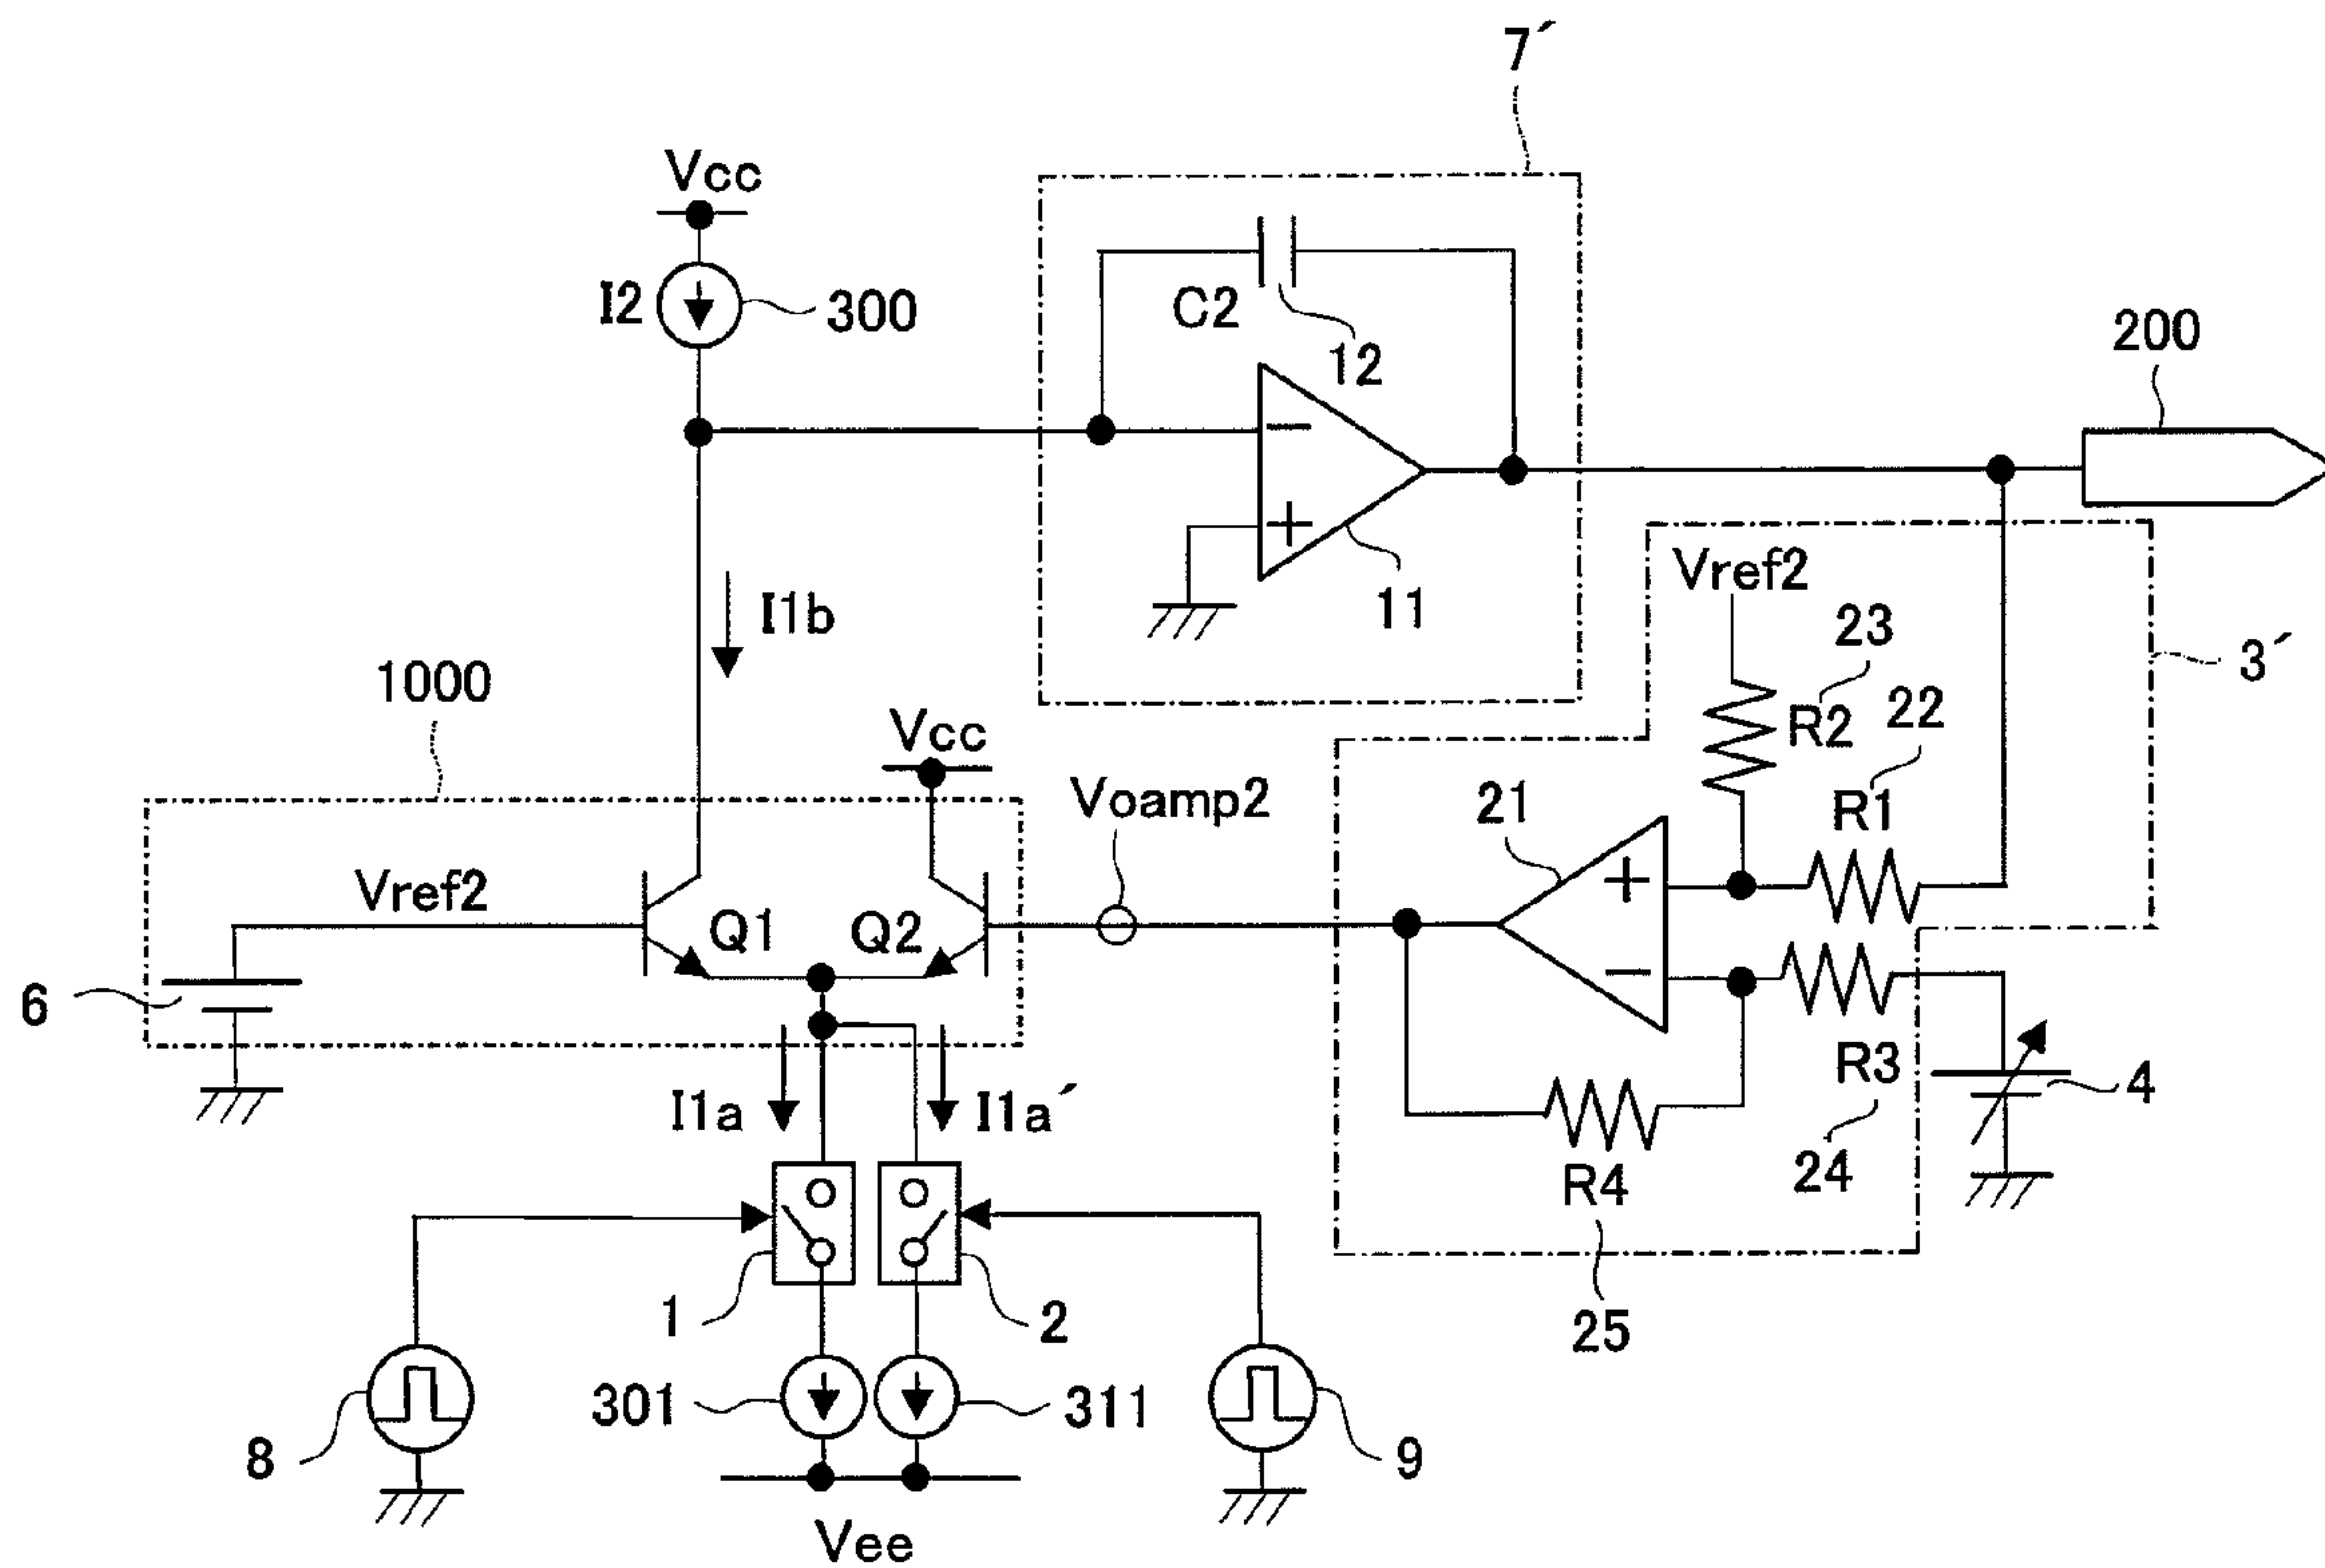 7´
Vcc
I2
300
C2
12
200
−
+
11
Vref2
23
R2
22
R1
3´
I1b
1000
Vcc
Voamp2
21
+
−
Vref2
Q1
Q2
6
R3
24
4
I1a
I1a´
R4
25
1
2
301
311
8
9
Vee